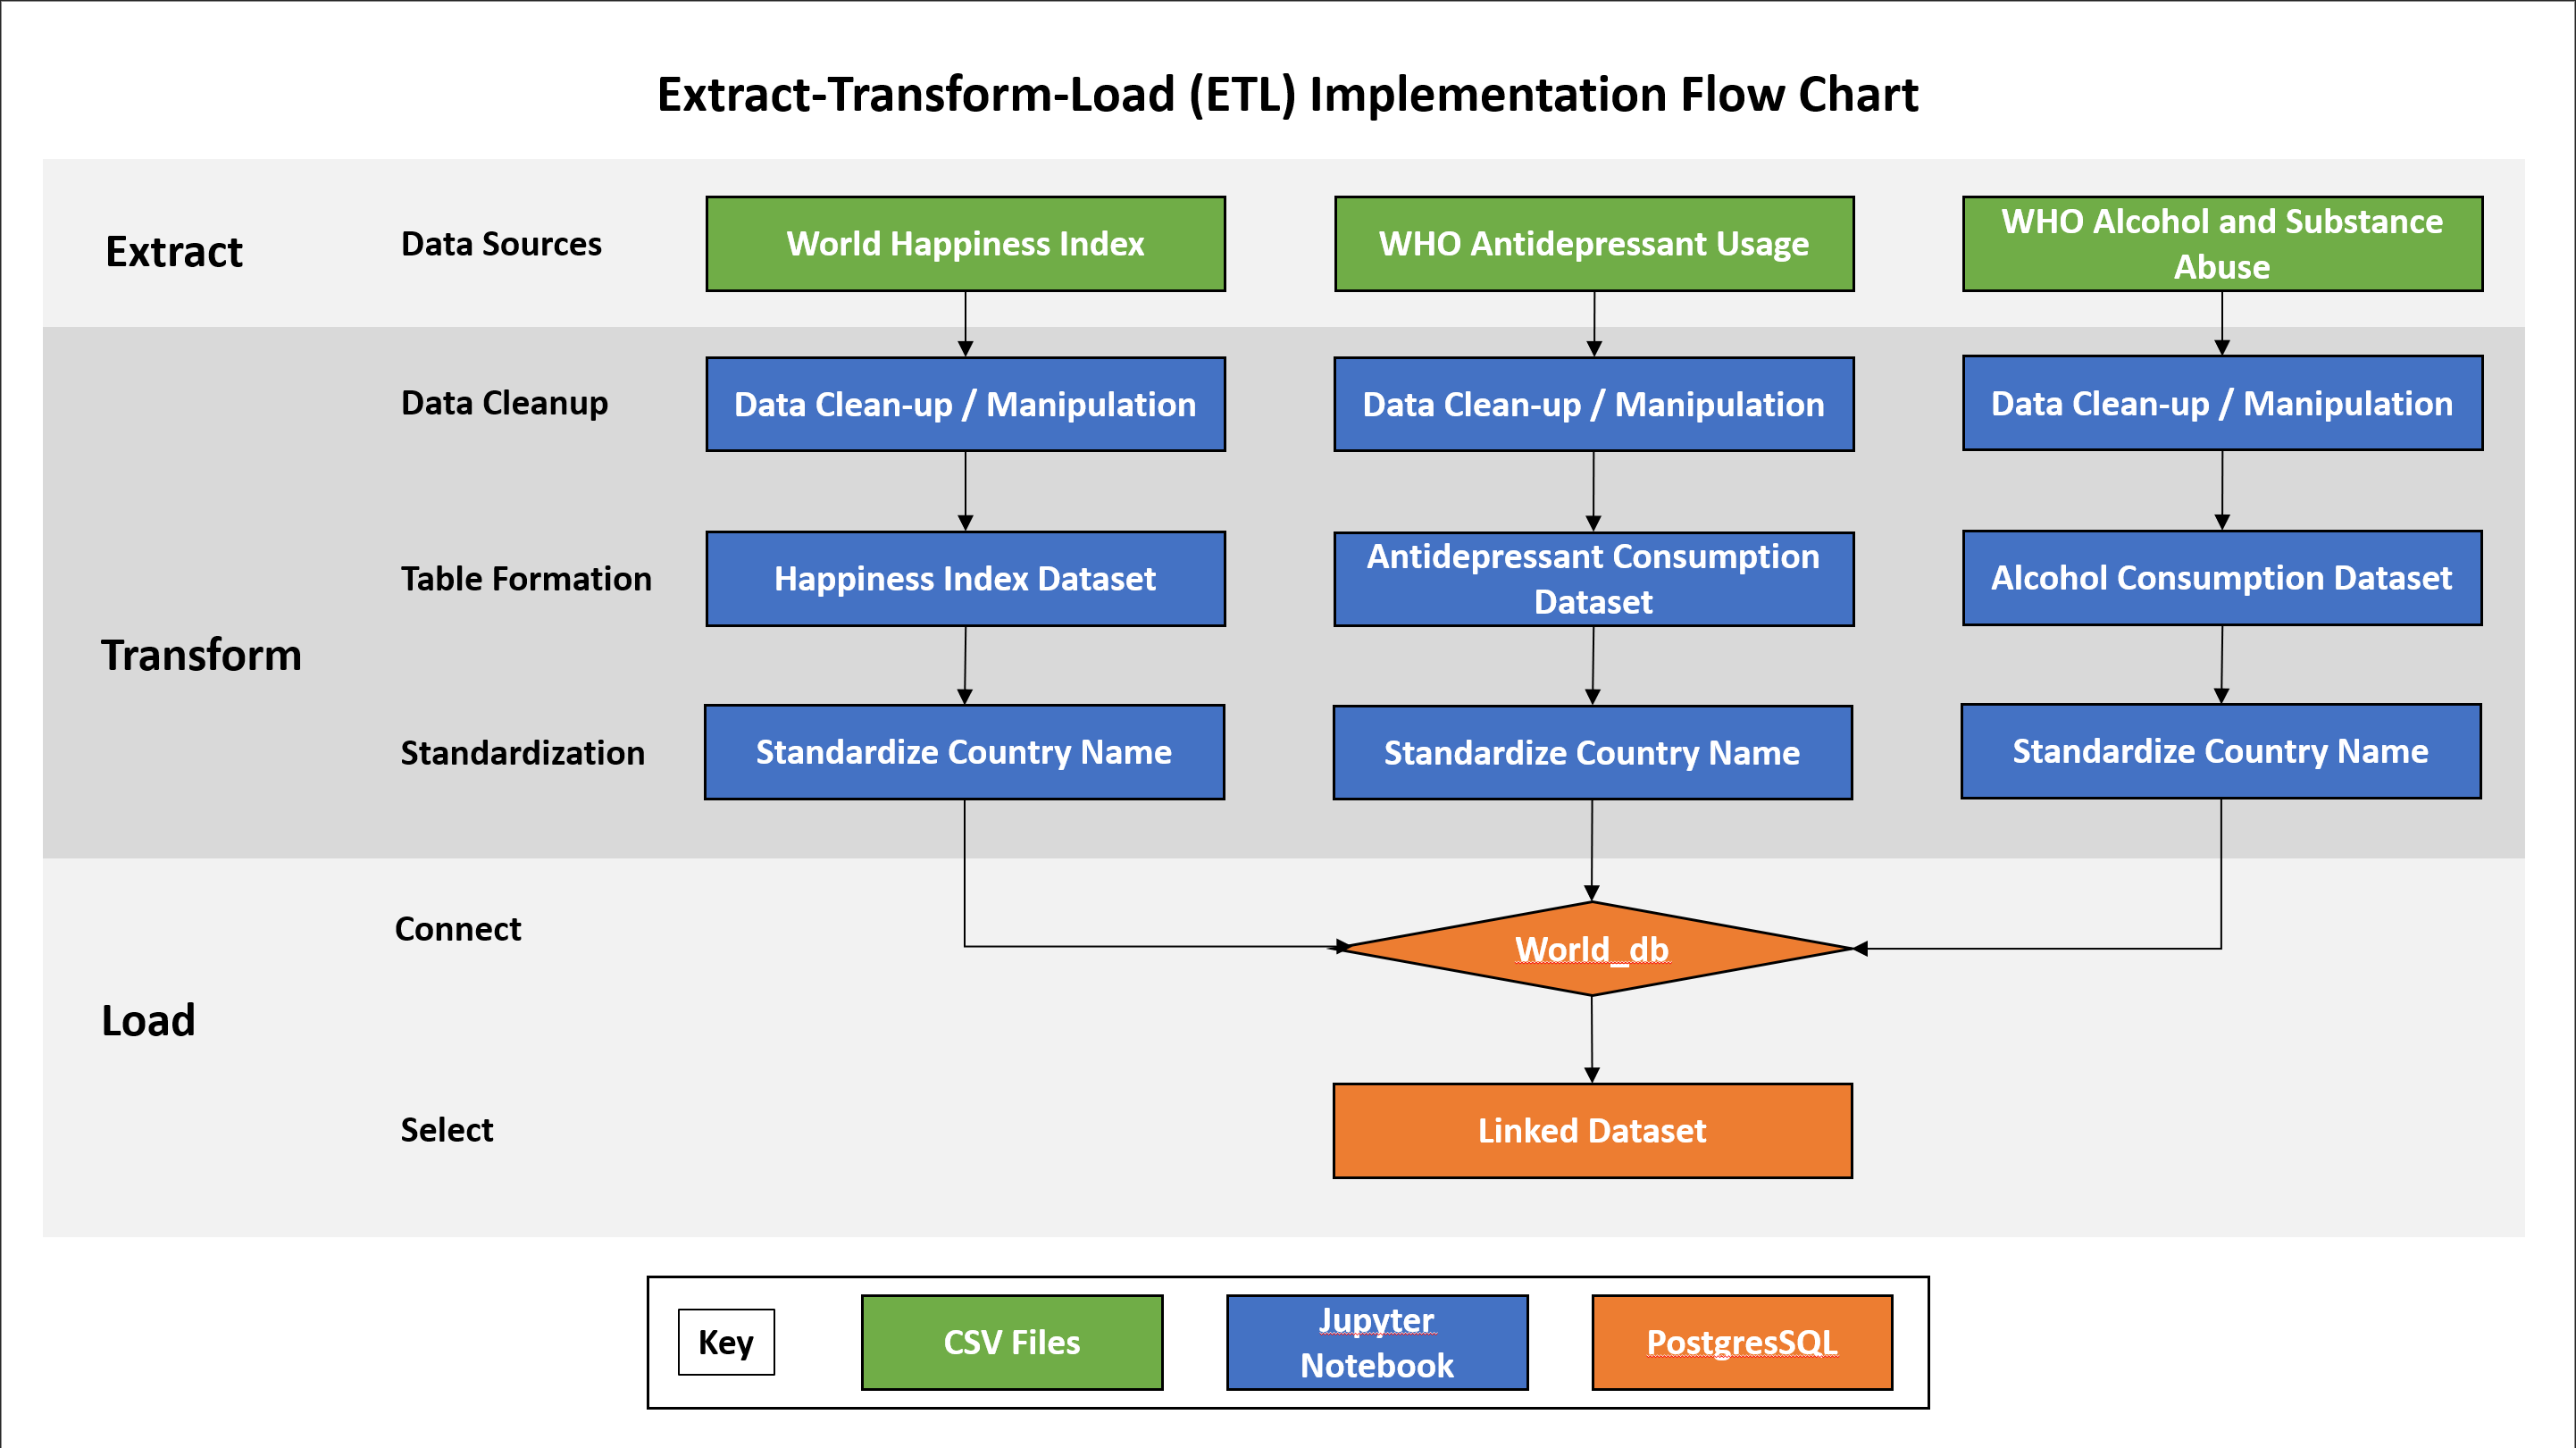 Extract-Transform-Load (ETL) Implementation Flow Chart
Extract
Data Sources
World Happiness Index
WHO Antidepressant Usage
WHO Alcohol and Substance
Abuse
Data Cleanup
Data Clean-up / Manipulation
Data Clean-up / Manipulation
Data Clean-up / Manipulation
Table Formation
Happiness Index Dataset
Antidepressant Consumption
Dataset
Alcohol Consumption Dataset
Transform
Standardization
Standardize Country Name
Standardize Country Name
Standardize Country Name
Connect
World_db
Load
Select
Linked Dataset
Key
CSV Files
Jupyter
Notebook
PostgresSQL